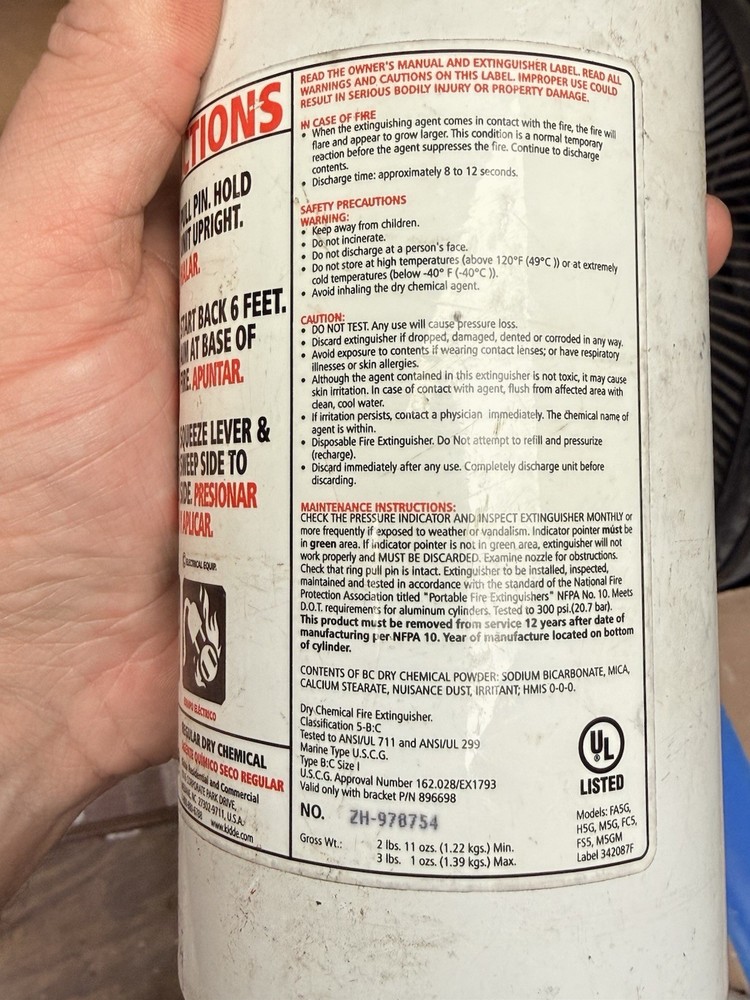 TIONS
PIN. HOLD
UPRIGHT.
BACK 6 FEET.
AT BASE OF
APUNTAR.
LEVER &
SIDE TO
PRESIONAR
APLICAR.
ELECTRICAL EQUIP.
ELÉCTRICO
REGULAR DRY CHEMICAL
QUÍMICO SECO REGULAR
Residential and Commercial
CORPORATE PARK DRIVE,
27302-9711, U.S.A.
www.kidde.com
READ THE OWNER'S MANUAL AND EXTINGUISHER LABEL. READ ALL
WARNINGS AND CAUTIONS ON THIS LABEL. IMPROPER USE COULD
RESULT IN SERIOUS BODILY INJURY OR PROPERTY DAMAGE.
IN CASE OF FIRE
• When the extinguishing agent comes in contact with the fire, the fire will
flare and appear to grow larger. This condition is a normal temporary
reaction before the agent suppresses the fire. Continue to discharge
contents.
• Discharge time: approximately 8 to 12 seconds.
SAFETY PRECAUTIONS
WARNING:
• Keep away from children.
• Do not incinerate.
• Do not discharge at a person's face.
• Do not store at high temperatures (above 120°F (49°C )) or at extremely
cold temperatures (below -40° F (-40°C )).
• Avoid inhaling the dry chemical agent.
CAUTION:
• DO NOT TEST. Any use will cause pressure loss.
• Discard extinguisher if dropped, damaged, dented or corroded in any way.
• Avoid exposure to contents if wearing contact lenses; or have respiratory
illnesses or skin allergies.
• Although the agent contained in this extinguisher is not toxic, it may cause
skin irritation. In case of contact with agent, flush from affected area with
clean, cool water.
• If irritation persists, contact a physician immediately. The chemical name of
agent is within.
• Disposable Fire Extinguisher. Do Not attempt to refill and pressurize
(recharge).
• Discard immediately after any use. Completely discharge unit before
discarding.
MAINTENANCE INSTRUCTIONS:
CHECK THE PRESSURE INDICATOR AND INSPECT EXTINGUISHER MONTHLY or
more frequently if exposed to weather or vandalism. Indicator pointer must be
in green area. If indicator pointer is not in green area, extinguisher will not
work properly and MUST BE DISCARDED. Examine nozzle for obstructions.
Check that ring pull pin is intact. Extinguisher to be installed, inspected,
maintained and tested in accordance with the standard of the National Fire
Protection Association titled "Portable Fire Extinguishers" NFPA No. 10. Meets
D.O.T. requirements for aluminum cylinders. Tested to 300 psi.(20.7 bar).
This product must be removed from service 12 years after date of
manufacturing per NFPA 10. Year of manufacture located on bottom
of cylinder.
CONTENTS OF BC DRY CHEMICAL POWDER: SODIUM BICARBONATE, MICA,
CALCIUM STEARATE, NUISANCE DUST, IRRITANT; HMIS 0-0-0.
Dry Chemical Fire Extinguisher.
Classification 5-B:C
Tested to ANSI/UL 711 and ANSI/UL 299
Marine Type U.S.C.G.
Type B:C Size I
U.S.C.G. Approval Number 162.028/EX1793
Valid only with bracket P/N 896698
NO. ZH-978754
Gross Wt.: 2 lbs. 11 ozs. (1.22 kgs.) Min.
3 lbs. 1 ozs. (1.39 kgs.) Max.
UL
®
LISTED
Models: FA5G,
H5G, M5G, FC5,
FS5, M5GM
Label 342087F